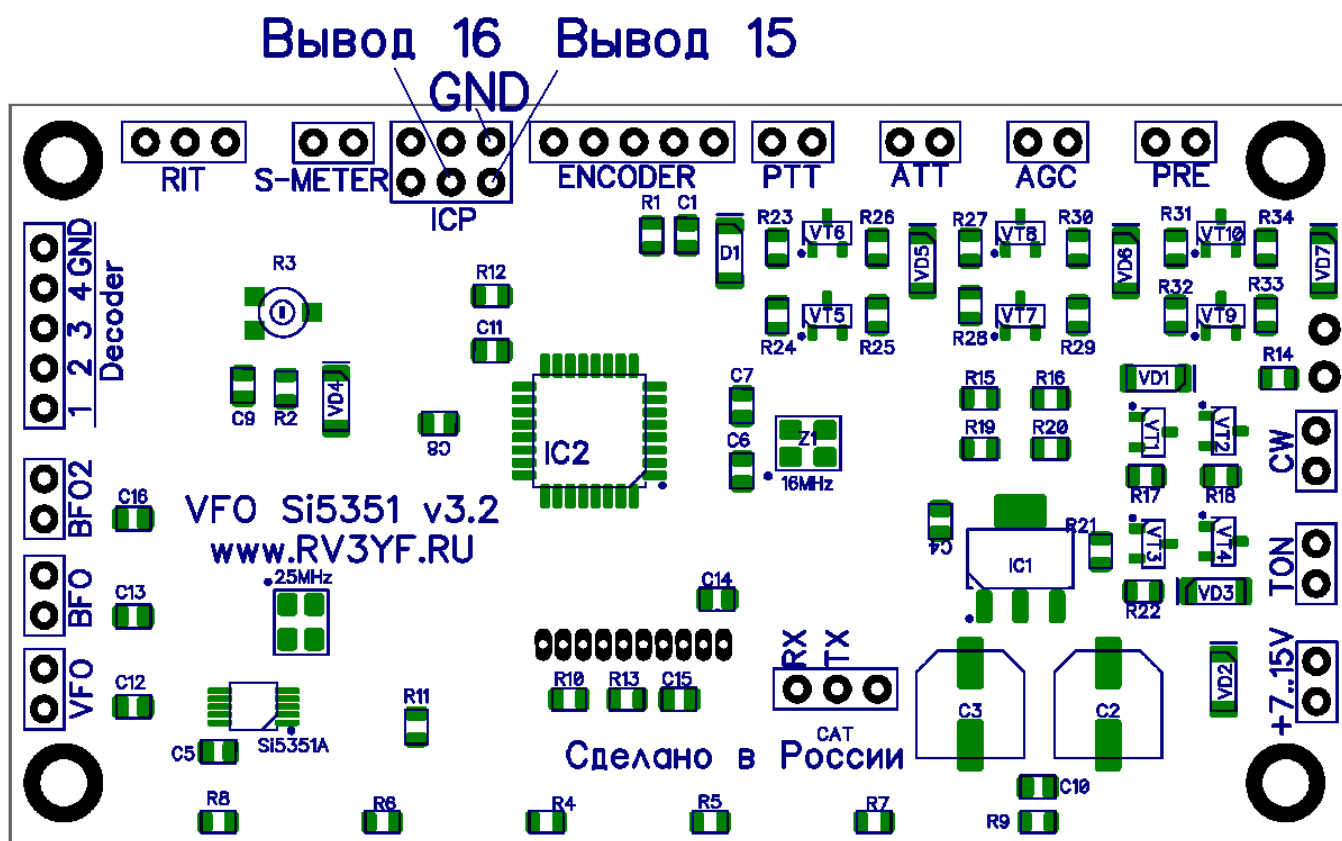 Вывод 16 Вывод 15
GND
RIT S-METER ICP ENCODER PTT ATT AGC PRE
R1 C1 D1 R23 VT6 R26 VD5 R27 VT8 R30 VD6 R31 VT10 R34 VD7
Decoder
GND
4
3
2
1
R3
R12
C11
R24 VT5 R25 R28 VT7 R29 R32 VT9 R33
C9 R2 VD4 C8
IC2
C7
C6
Z1
16MHz
R15 R16 VD1 R14
R19 R20 VT1 VT2
R17 R18
CW
BFO2 C16
VFO Si5351 v3.2
www.RV3YF.RU
C4 IC1 R21 VT3 VT4
TON
25MHz
BFO C13
C14
R22 VD3
VFO C12
Si5351A
C5
R11
R10 R13 C15
RX TX
CAT
C3 C2
VD2
+7..15V
Сделано в России
R8 R6 R4 R5 R7 R9 C10